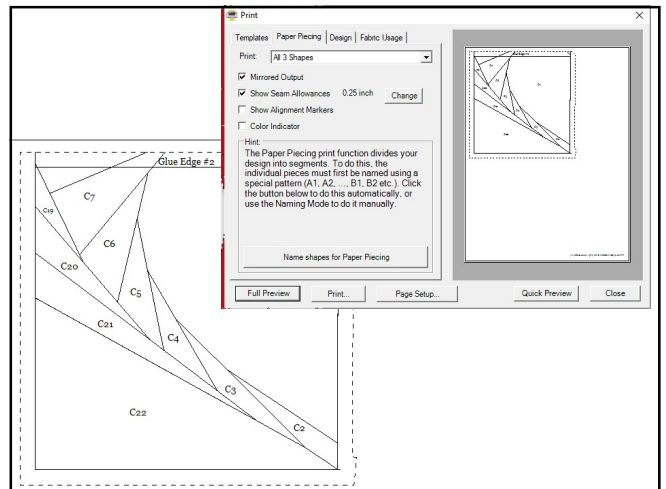 Print
Templates Paper Piecing Design Fabric Usage
Print: All 3 Shapes
Mirrored Output
Show Seam Allowances 0.25 inch Change
Show Alignment Markers
Color Indicator
Hint:
The Paper Piecing print function divides your
design into segments. To do this, the
individual pieces must first be named using a
special pattern (A1, A2, ..., B1, B2 etc.). Click
the button below to do this automatically, or
use the Naming Mode to do it manually.
Name shapes for Paper Piecing
Full Preview Print... Page Setup... Quick Preview Close
Glue Edge #2
C7
C19
C6
C20
C5
C21
C4
C3
C22
C2